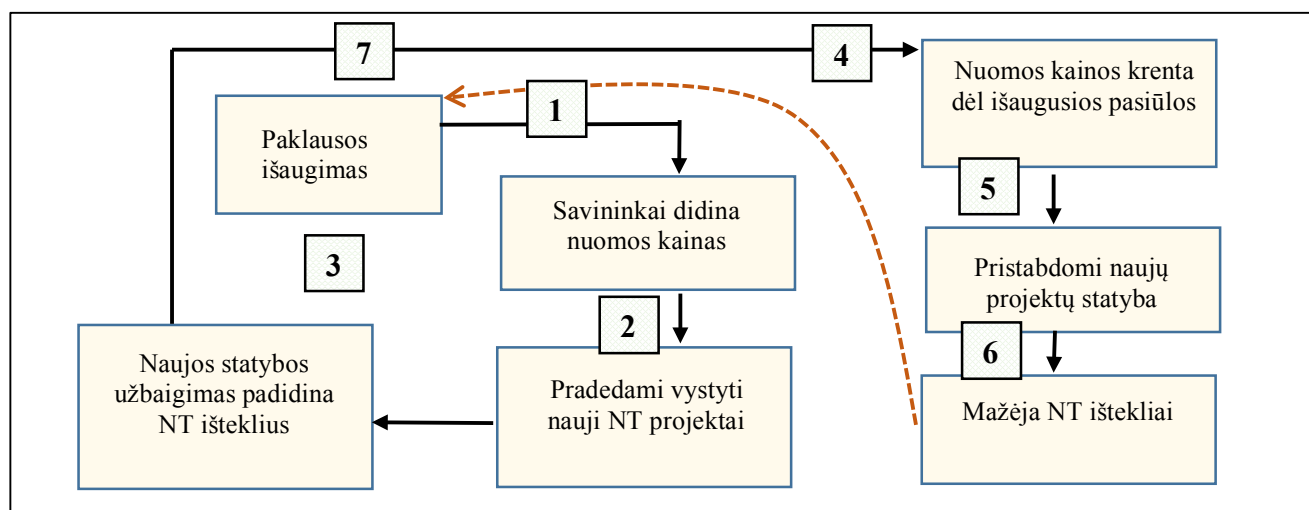 7
4
Nuomos kainos krenta
dėl išaugusios pasiūlos
1
Paklausos
išaugimas
5
Savininkai didina
nuomos kainas
3
Pristabdomi naujų
projektų statyba
2
6
Naujos statybos
užbaigimas padidina
NT išteklius
Pradedami vystyti
nauji NT projektai
Mažėja NT ištekliai